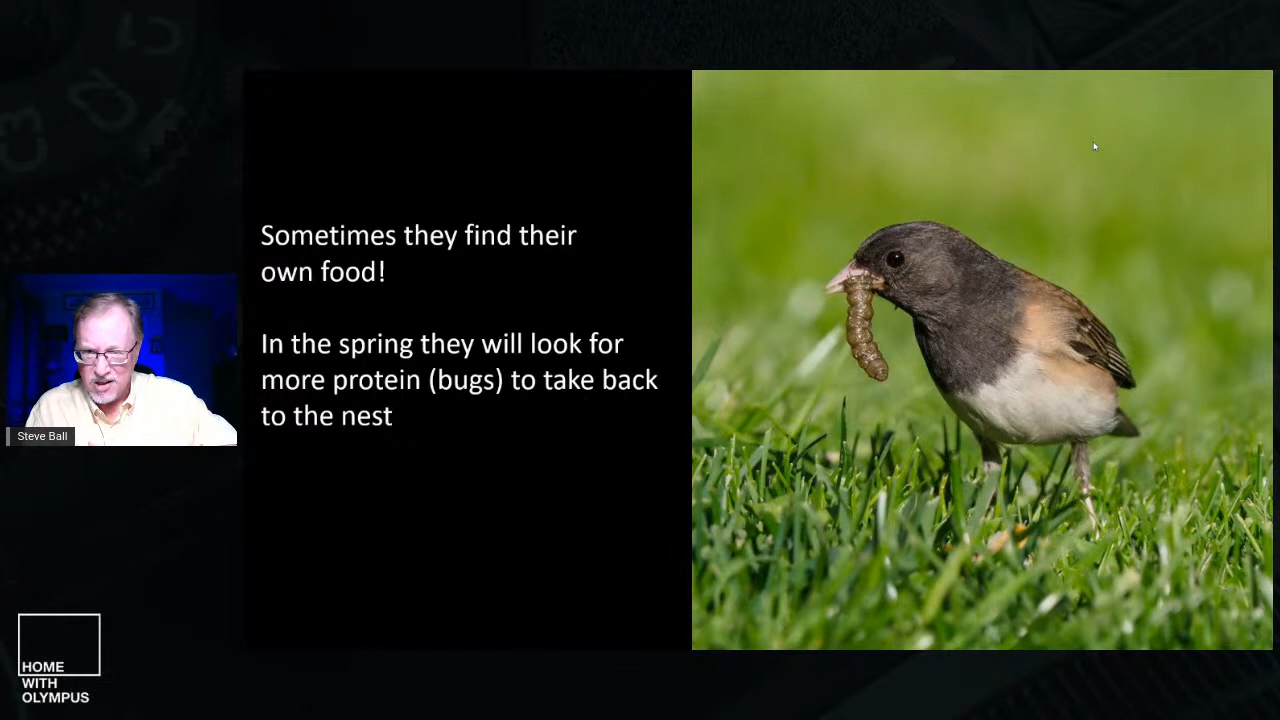 Sometimes they find their
own food!
In the spring they will look for
more protein (bugs) to take back
to the nest
Steve Ball
HOME
WITH
OLYMPUS